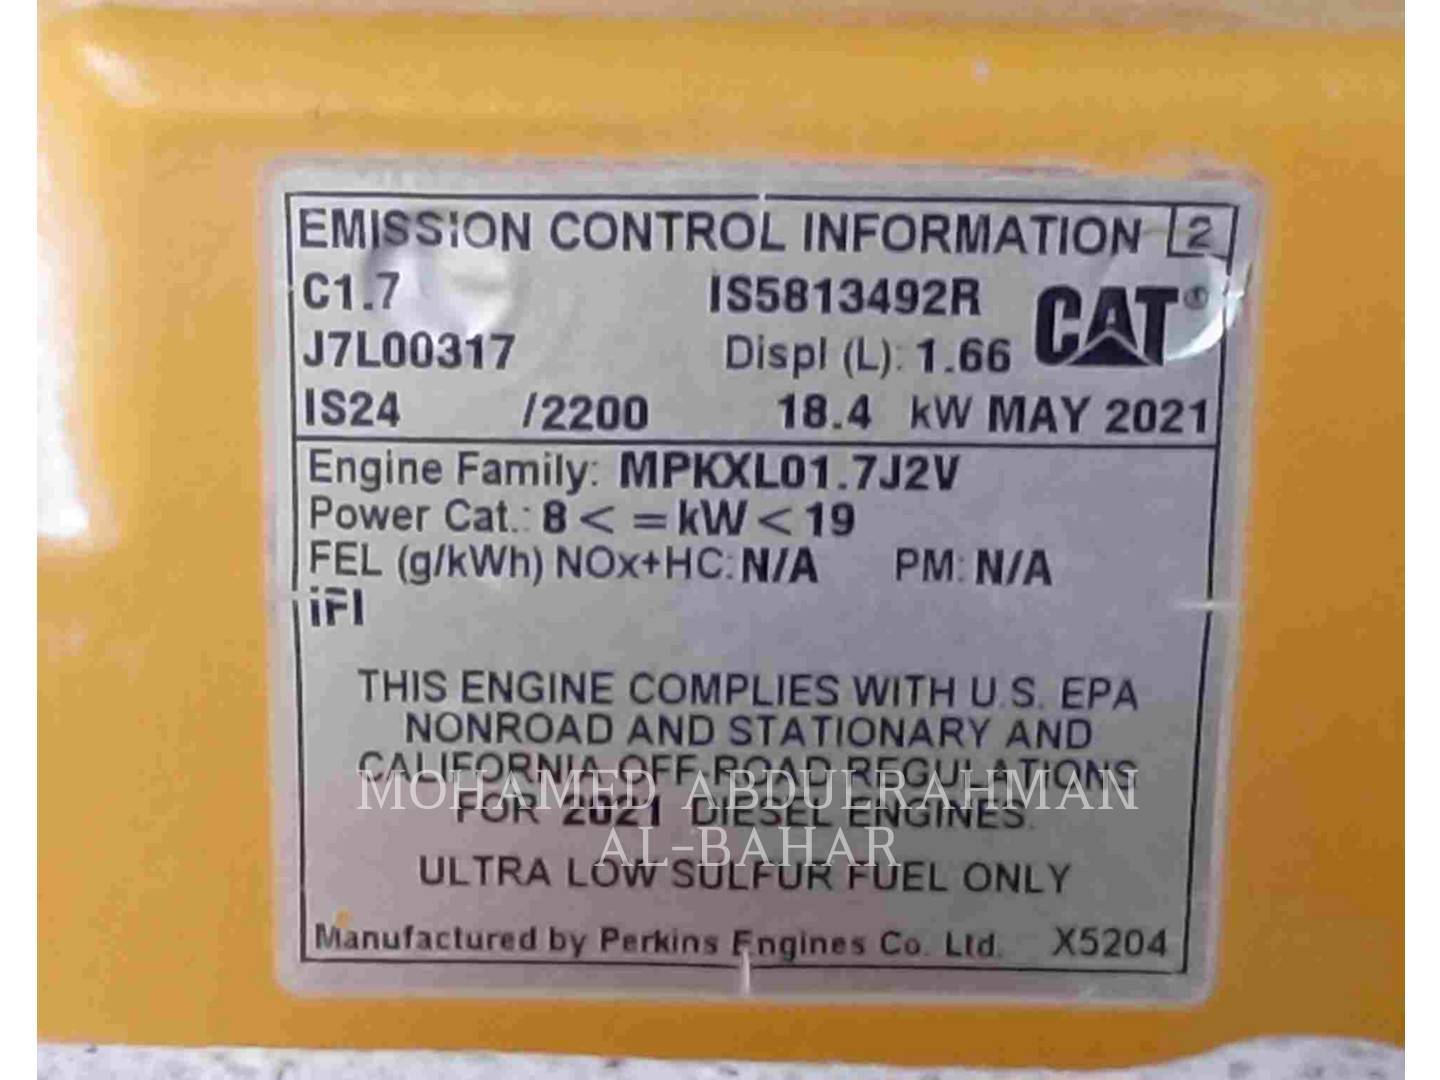 EMISSION CONTROL INFORMATION 2
C1.7 IS5813492R CAT®
J7L00317 Displ (L): 1.66
IS24 /2200 18.4 kW MAY 2021
Engine Family: MPKXL01.7J2V
Power Cat.: 8 < = kW < 19
FEL (g/kWh) NOx+HC: N/A PM: N/A
iFI
THIS ENGINE COMPLIES WITH U.S. EPA
NONROAD AND STATIONARY AND
CALIFORNIA OFF-ROAD REGULATIONS
MOHAMED ABDULRAHMAN
FOR 2021 DIESEL ENGINES.
AL-BAHAR
ULTRA LOW SULFUR FUEL ONLY
Manufactured by Perkins Engines Co. Ltd. X5204